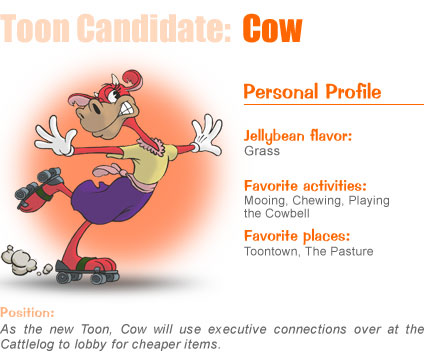 Toon Candidate: Cow
Personal Profile
Jellybean flavor:
Grass
Favorite activities:
Mooing, Chewing, Playing
the Cowbell
Favorite places:
Toontown, The Pasture
Position:
As the new Toon, Cow will use executive connections over at the
Cattlelog to lobby for cheaper items.